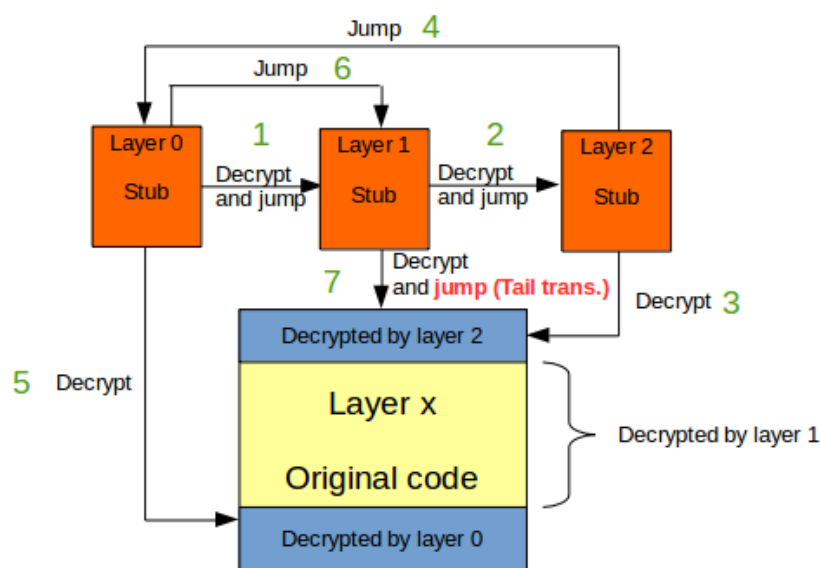 Jump 4
Jump 6
Layer 0
Stub
1
Decrypt
and jump
Layer 1
Stub
2
Decrypt
and jump
Layer 2
Stub
7
Decrypt
and jump (Tail trans.)
Decrypt 3
Decrypted by layer 2
5 Decrypt
Layer x
Original code
Decrypted by layer 1
Decrypted by layer 0